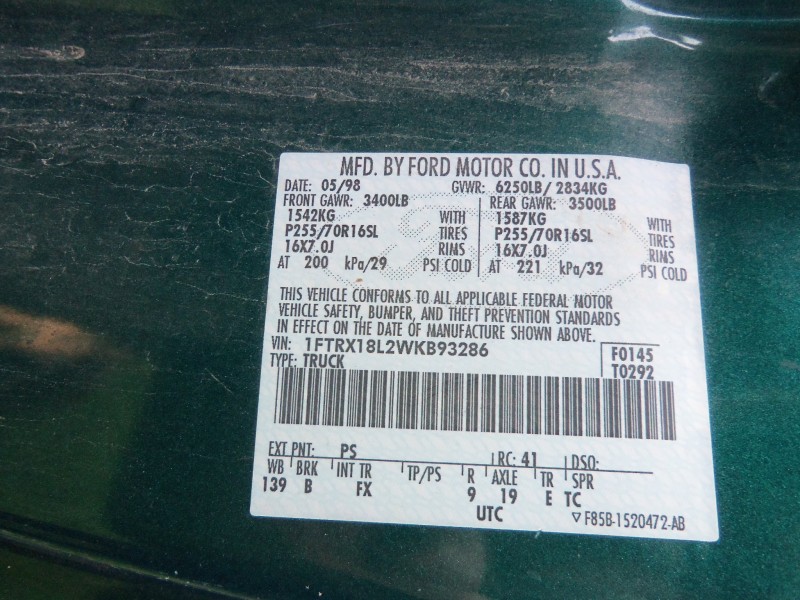 MFD. BY FORD MOTOR CO. IN U.S.A.
DATE: 05/98 GVWR: 6250LB/ 2834KG
FRONT GAWR: 3400LB REAR GAWR: 3500LB
1542KG WITH 1587KG WITH
P255/70R16SL TIRES P255/70R16SL TIRES
16X7.0J RIMS 16X7.0J RIMS
AT 200 kPa/29 PSI COLD AT 221 kPa/32 PSI COLD
THIS VEHICLE CONFORMS TO ALL APPLICABLE FEDERAL MOTOR
VEHICLE SAFETY, BUMPER, AND THEFT PREVENTION STANDARDS
IN EFFECT ON THE DATE OF MANUFACTURE SHOWN ABOVE.
VIN: 1FTRX18L2WKB93286 F0145
TYPE: TRUCK T0292
EXT PNT: PS RC: 41 DSO:
WB BRK INT TR TP/PS R AXLE TR SPR
139 B FX 9 19 E TC
UTC ▽F85B-1520472-AB